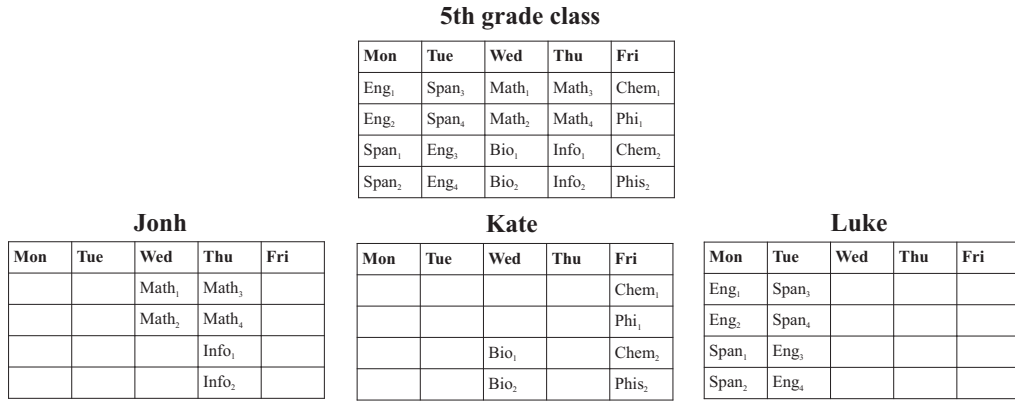 5th grade class
Mon Tue Wed Thu Fri
Eng₁ Span₃ Math₁ Math₃ Chem₁
Eng₂ Span₄ Math₂ Math₄ Phi₁
Span₁ Eng₃ Bio₁ Info₁ Chem₂
Span₂ Eng₄ Bio₂ Info₂ Phis₂
Jonh
Mon Tue Wed Thu Fri
Math₁ Math₃
Math₂ Math₄
Info₁
Info₂
Kate
Mon Tue Wed Thu Fri
Chem₁
Phi₁
Bio₁ Chem₂
Bio₂ Phis₂
Luke
Mon Tue Wed Thu Fri
Eng₁ Span₃
Eng₂ Span₄
Span₁ Eng₃
Span₂ Eng₄